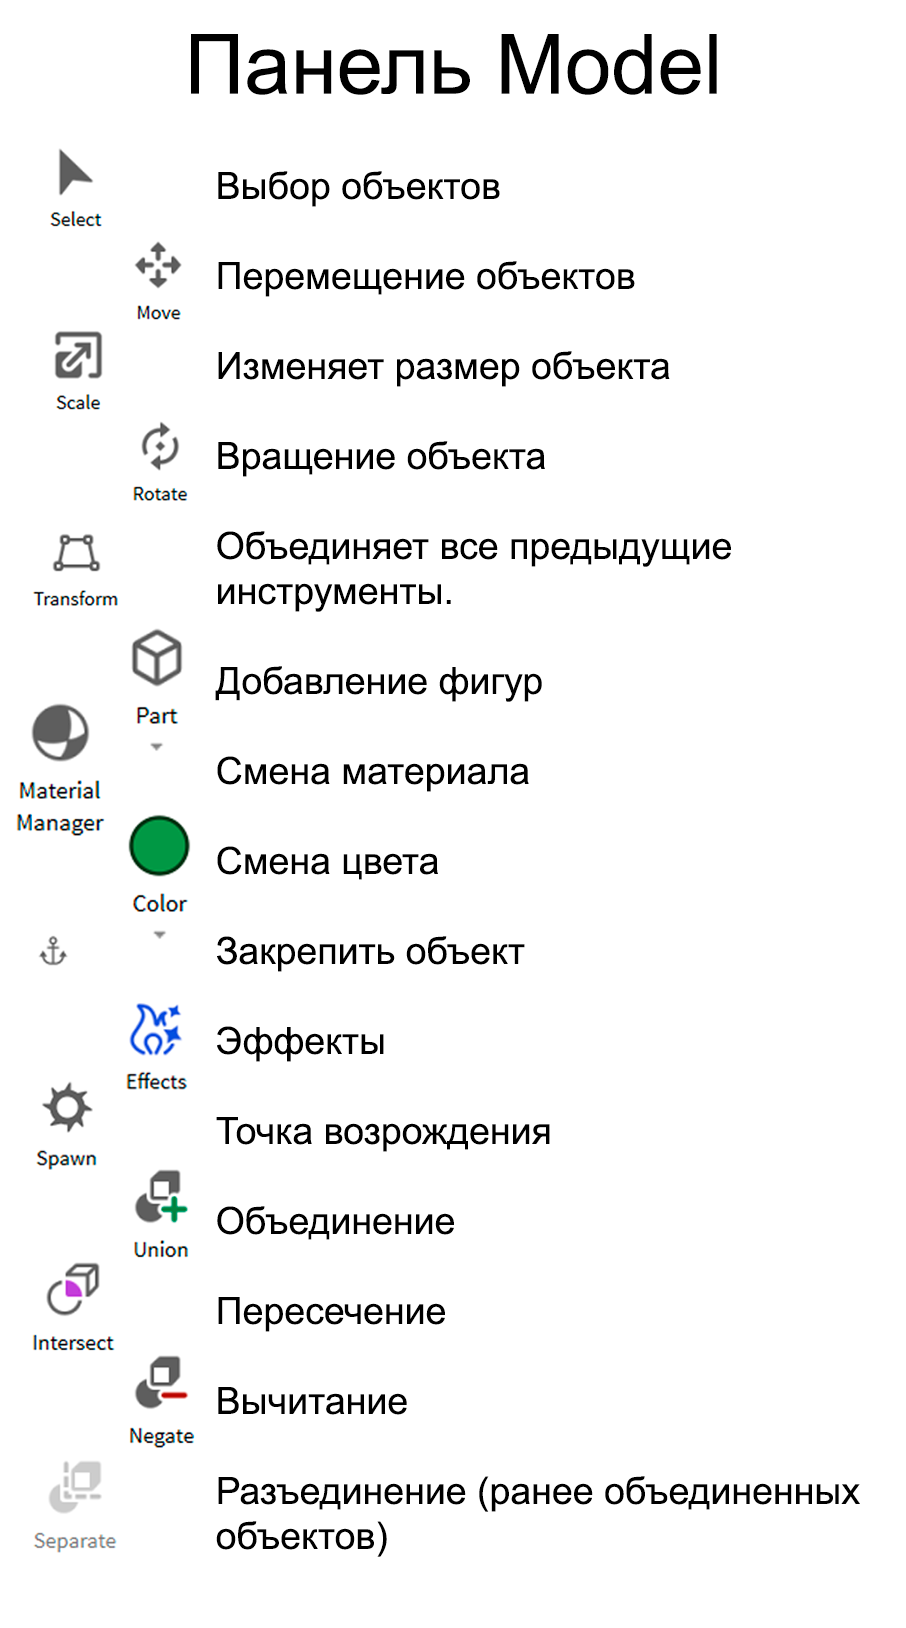 Панель Model
Select
Выбор объектов
Move
Перемещение объектов
Scale
Изменяет размер объекта
Rotate
Вращение объекта
Transform
Объединяет все предыдущие
инструменты.
Part
Добавление фигур
Material
Manager
Смена материала
Color
Смена цвета
Закрепить объект
Effects
Эффекты
Spawn
Точка возрождения
Union
Объединение
Intersect
Пересечение
Negate
Вычитание
Separate
Разъединение (ранее объединенных
объектов)